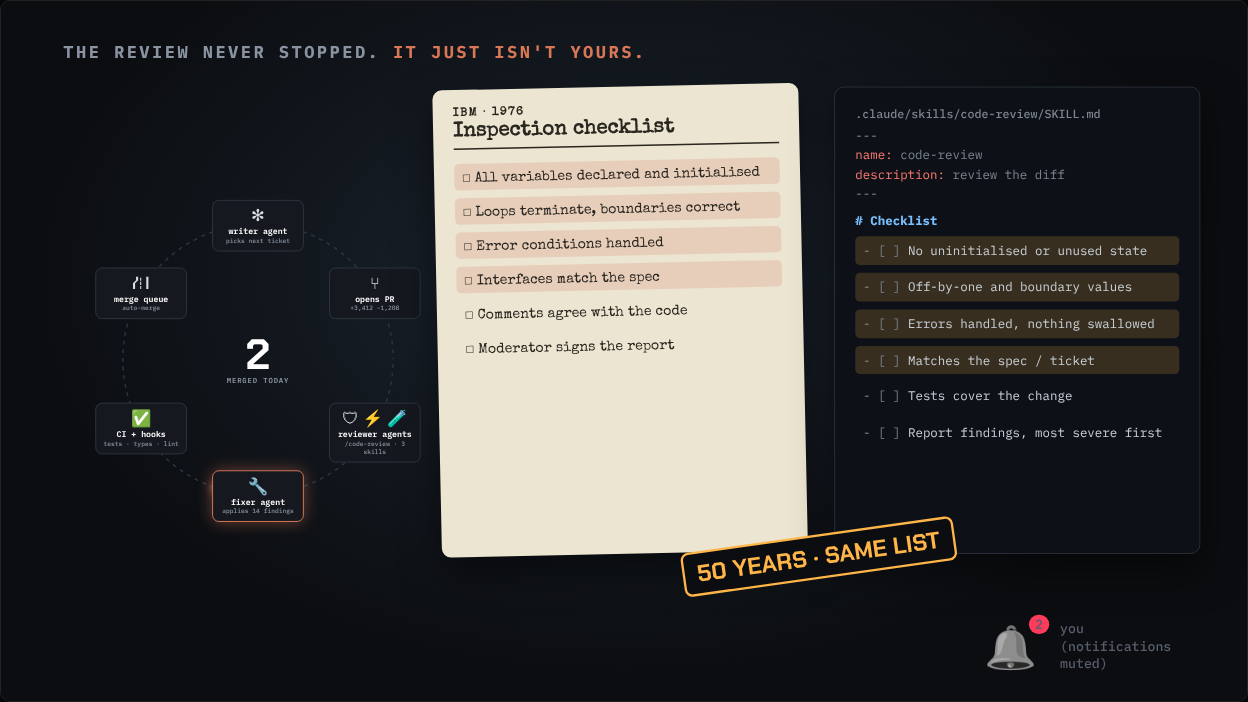 THE REVIEW NEVER STOPPED. IT JUST ISN'T YOURS.
writer agent
picks next ticket
merge queue
auto-merge
opens PR
+3,412 −1,208
2
MERGED TODAY
CI + hooks
tests · types · lint
reviewer agents
/code-review · 3
skills
fixer agent
applies 14 findings
IBM · 1976
Inspection checklist
☐ All variables declared and initialised
☐ Loops terminate, boundaries correct
☐ Error conditions handled
☐ Interfaces match the spec
☐ Comments agree with the code
☐ Moderator signs the report
.claude/skills/code-review/SKILL.md
---
name: code-review
description: review the diff
---
# Checklist
- [ ] No uninitialised or unused state
- [ ] Off-by-one and boundary values
- [ ] Errors handled, nothing swallowed
- [ ] Matches the spec / ticket
- [ ] Tests cover the change
- [ ] Report findings, most severe first
50 YEARS · SAME LIST
2
you
(notifications
muted)